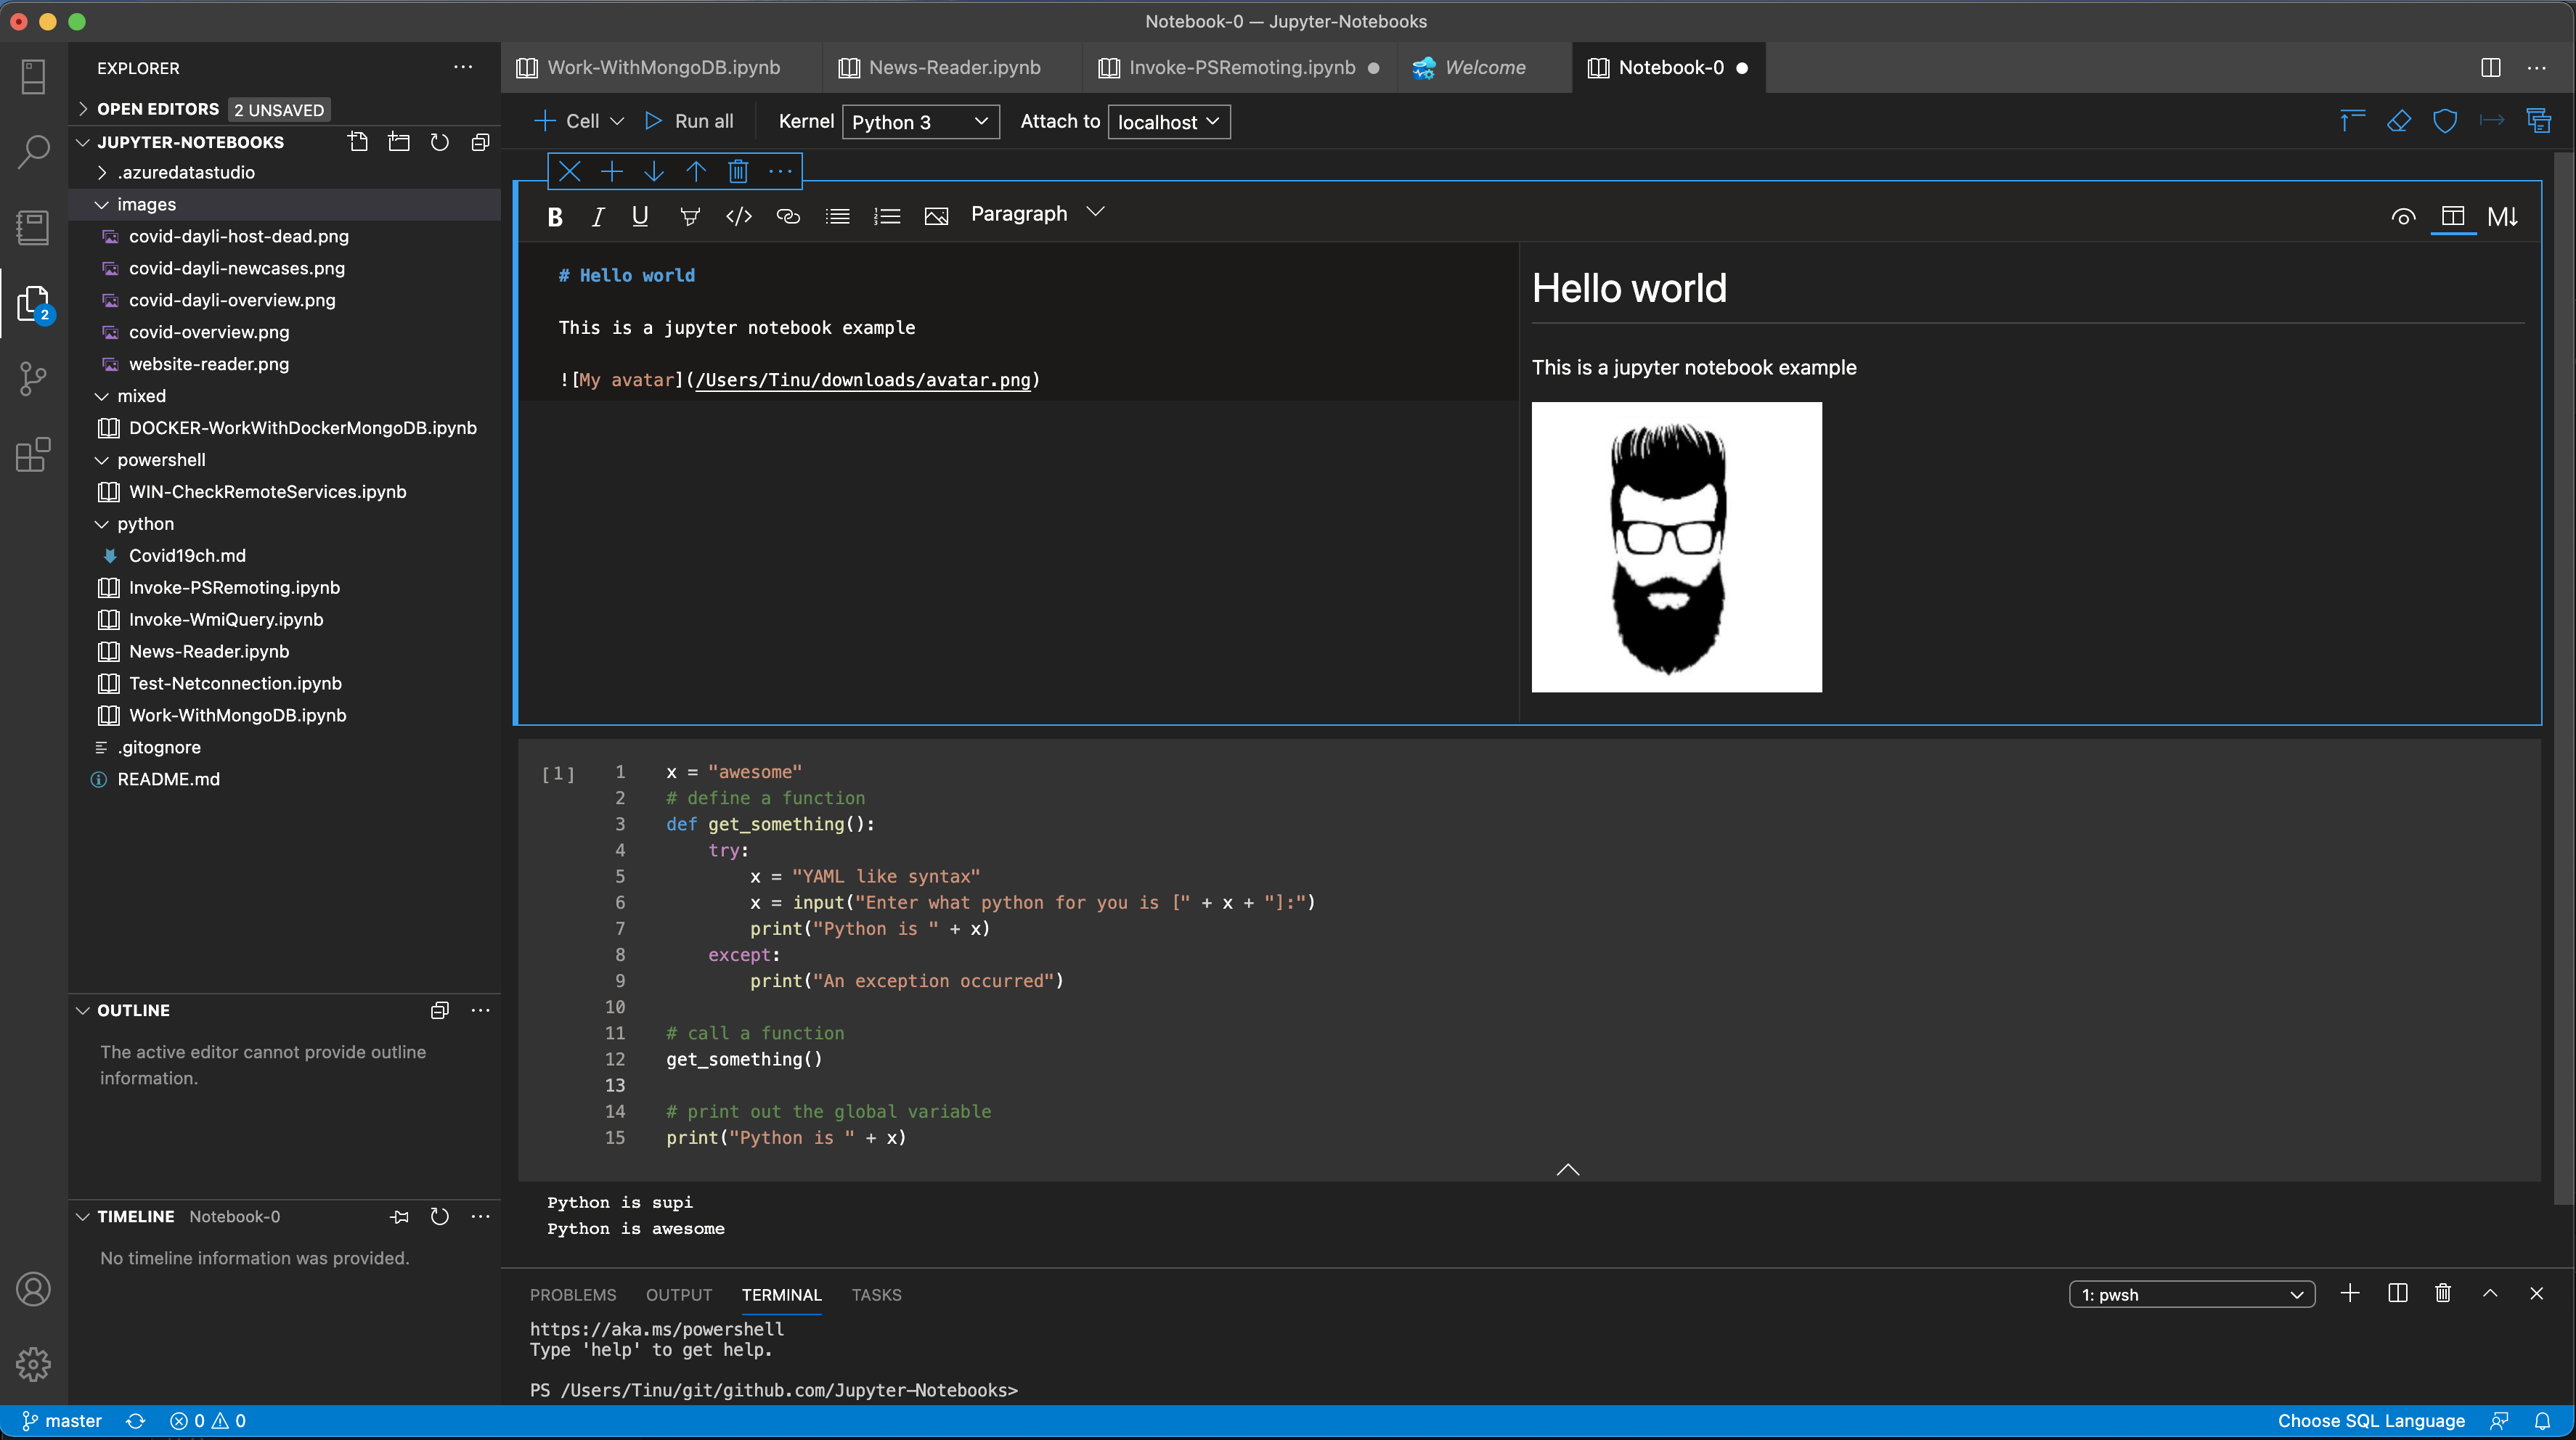 Notebook-0 — Jupyter-Notebooks
EXPLORER
OPEN EDITORS 2 UNSAVED
JUPYTER-NOTEBOOKS
.azuredatastudio
images
covid-dayli-host-dead.png
covid-dayli-newcases.png
covid-dayli-overview.png
covid-overview.png
website-reader.png
mixed
DOCKER-WorkWithDockerMongoDB.ipynb
powershell
WIN-CheckRemoteServices.ipynb
python
Covid19ch.md
Invoke-PSRemoting.ipynb
Invoke-WmiQuery.ipynb
News-Reader.ipynb
Test-Netconnection.ipynb
Work-WithMongoDB.ipynb
.gitognore
README.md
2
OUTLINE
The active editor cannot provide outline
information.
TIMELINE Notebook-0
No timeline information was provided.
Work-WithMongoDB.ipynb News-Reader.ipynb Invoke-PSRemoting.ipynb Welcome Notebook-0
Cell Run all Kernel Python 3 Attach to localhost
B I U </> Paragraph M↓
# Hello world
This is a jupyter notebook example
![My avatar](/Users/Tinu/downloads/avatar.png)
Hello world
This is a jupyter notebook example
[1]
1 x = "awesome"
2 # define a function
3 def get_something():
4 try:
5 x = "YAML like syntax"
6 x = input("Enter what python for you is [" + x + "]:")
7 print("Python is " + x)
8 except:
9 print("An exception occurred")
10
11 # call a function
12 get_something()
13
14 # print out the global variable
15 print("Python is " + x)
Python is supi
Python is awesome
PROBLEMS OUTPUT TERMINAL TASKS 1: pwsh
https://aka.ms/powershell
Type 'help' to get help.
PS /Users/Tinu/git/github.com/Jupyter-Notebooks>
master 0 0 Choose SQL Language